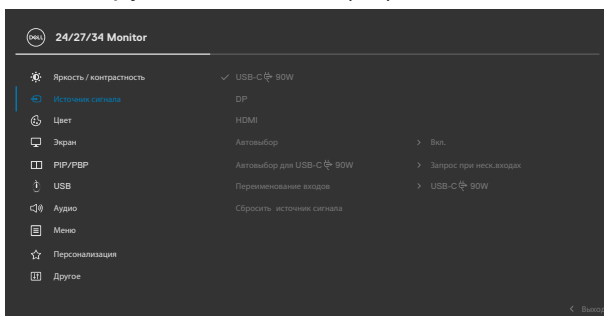 DELL 24/27/34 Monitor
Яркость / контрастность
USB-C 90W
Источник сигнала
DP
Цвет
HDMI
Экран
Автовыбор
Вкл.
PIP/PBP
Автовыбор для USB-C 90W
Запрос при неск.входах
USB
Переименование входов
USB-C 90W
Аудио
Сбросить источник сигнала
Меню
Персонализация
Другое
Выход